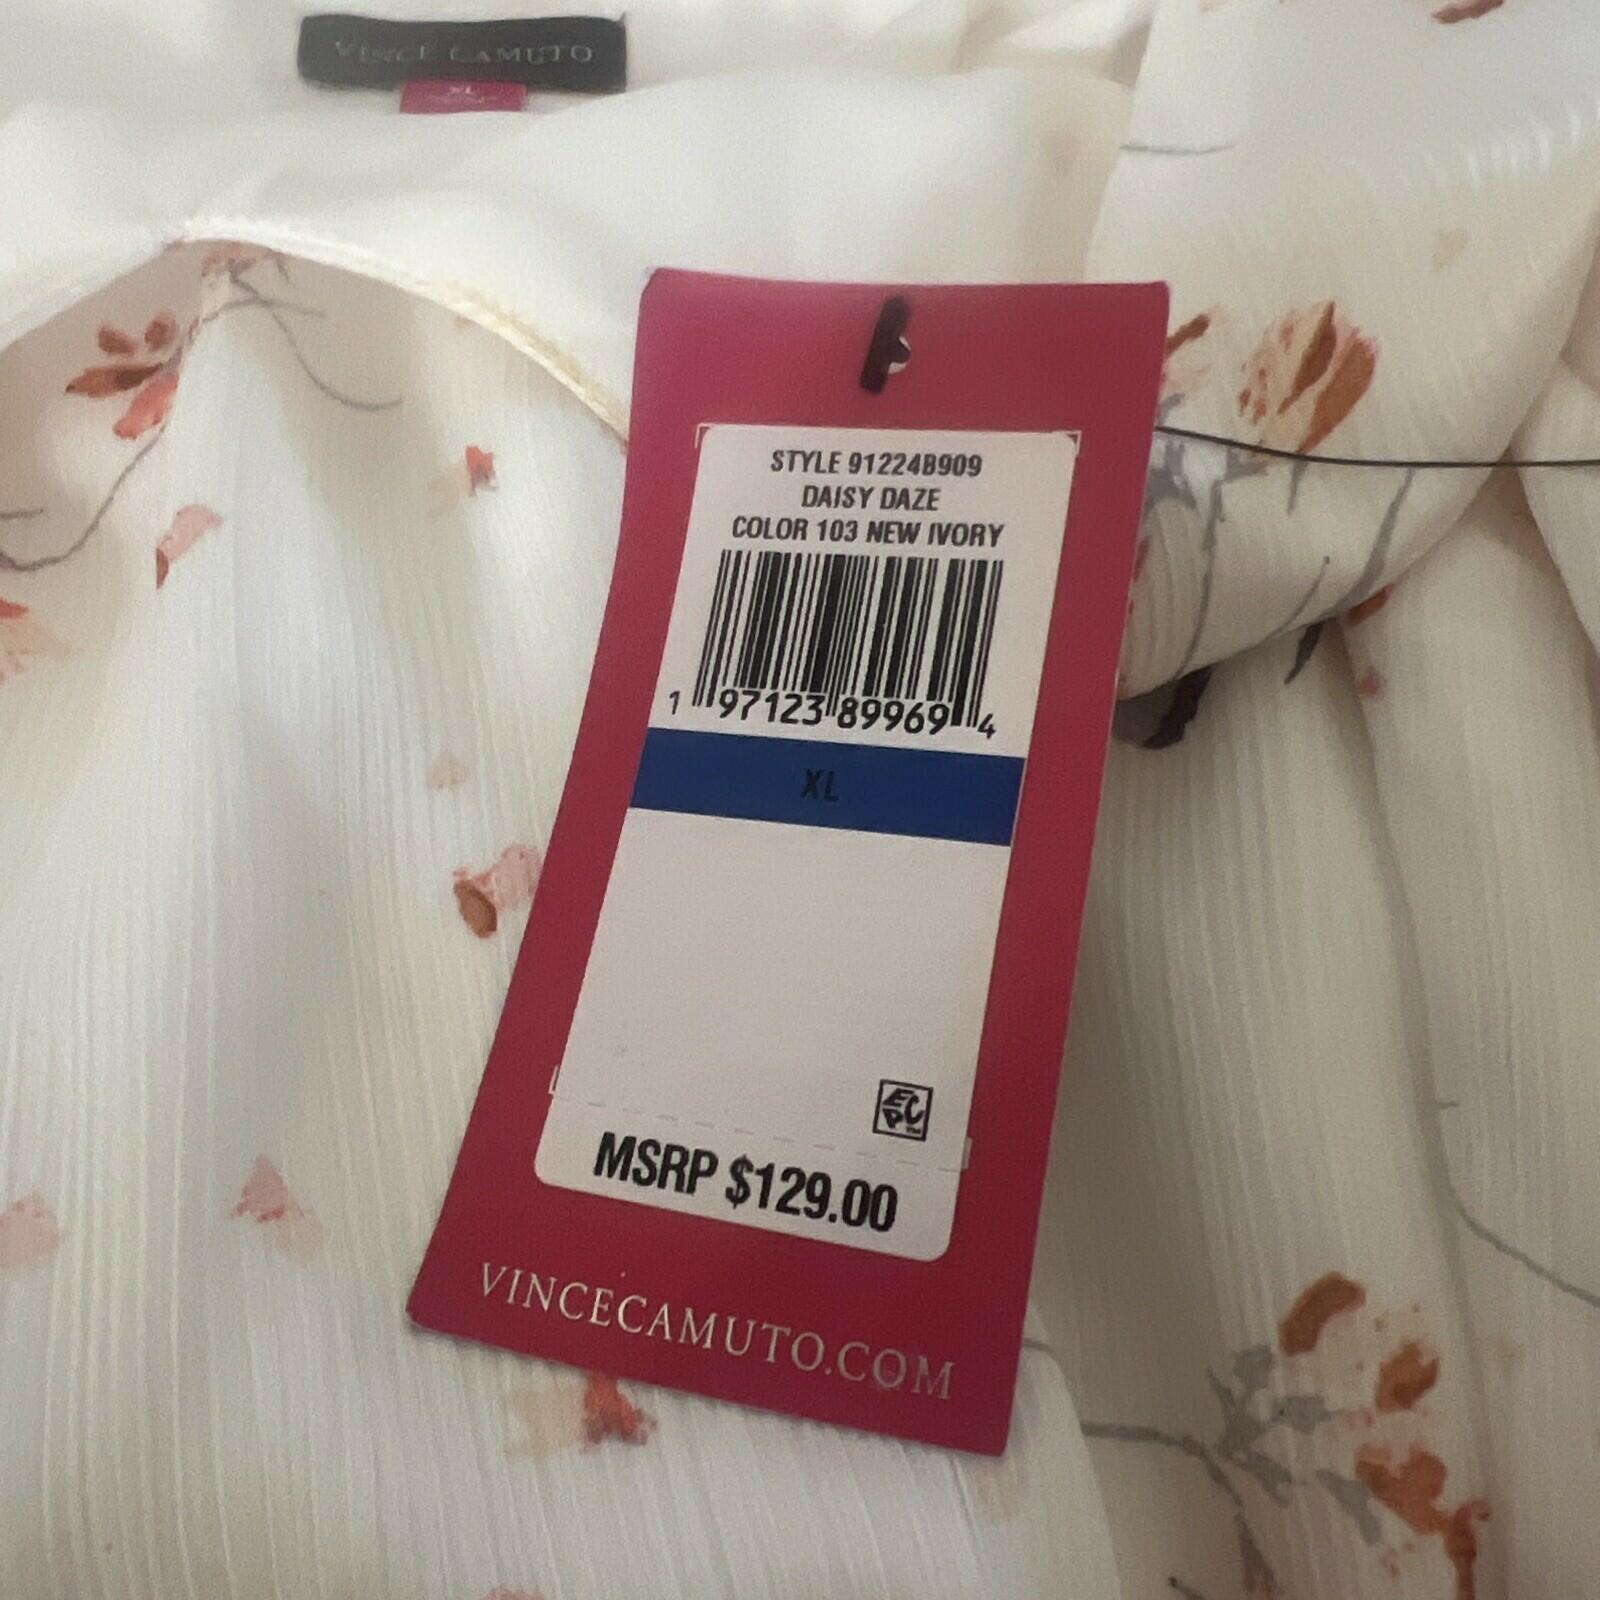 VINCE CAMUTO
XL
STYLE 91224B909
DAISY DAZE
COLOR 103 NEW IVORY
1 97123 89969 4
XL
EC
P
MSRP $129.00
VINCECAMUTO.COM